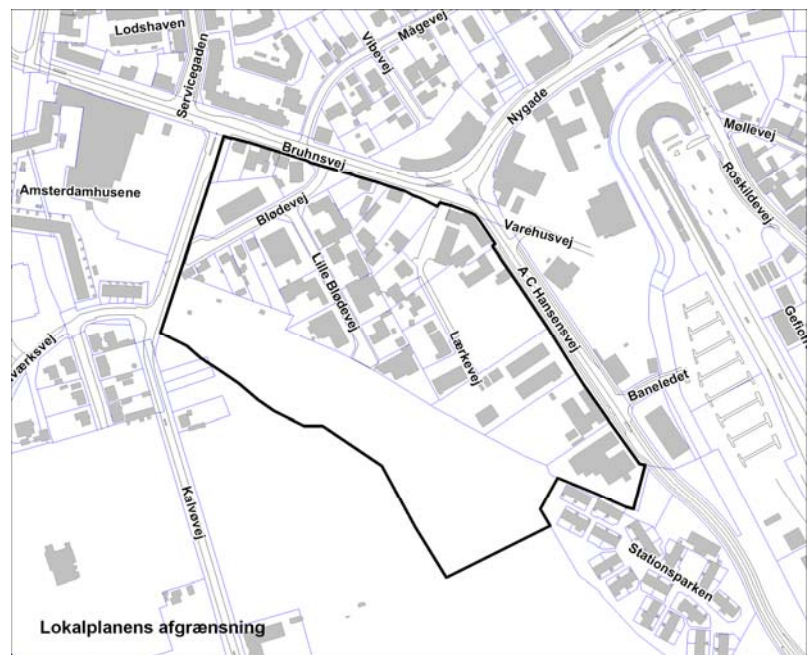 Lodshaven
Mågevej
Vibevej
Servicegaden
Nygade
Møllevej
Bruhnsvej
Roskildevej
Amsterdamhusene
Blødevej
Varehusvej
Lille Blødevej
A C Hansensvej
Lærkevej
Baneledet
Kalvøvej
Stationsparken
Lokalplanens afgrænsning